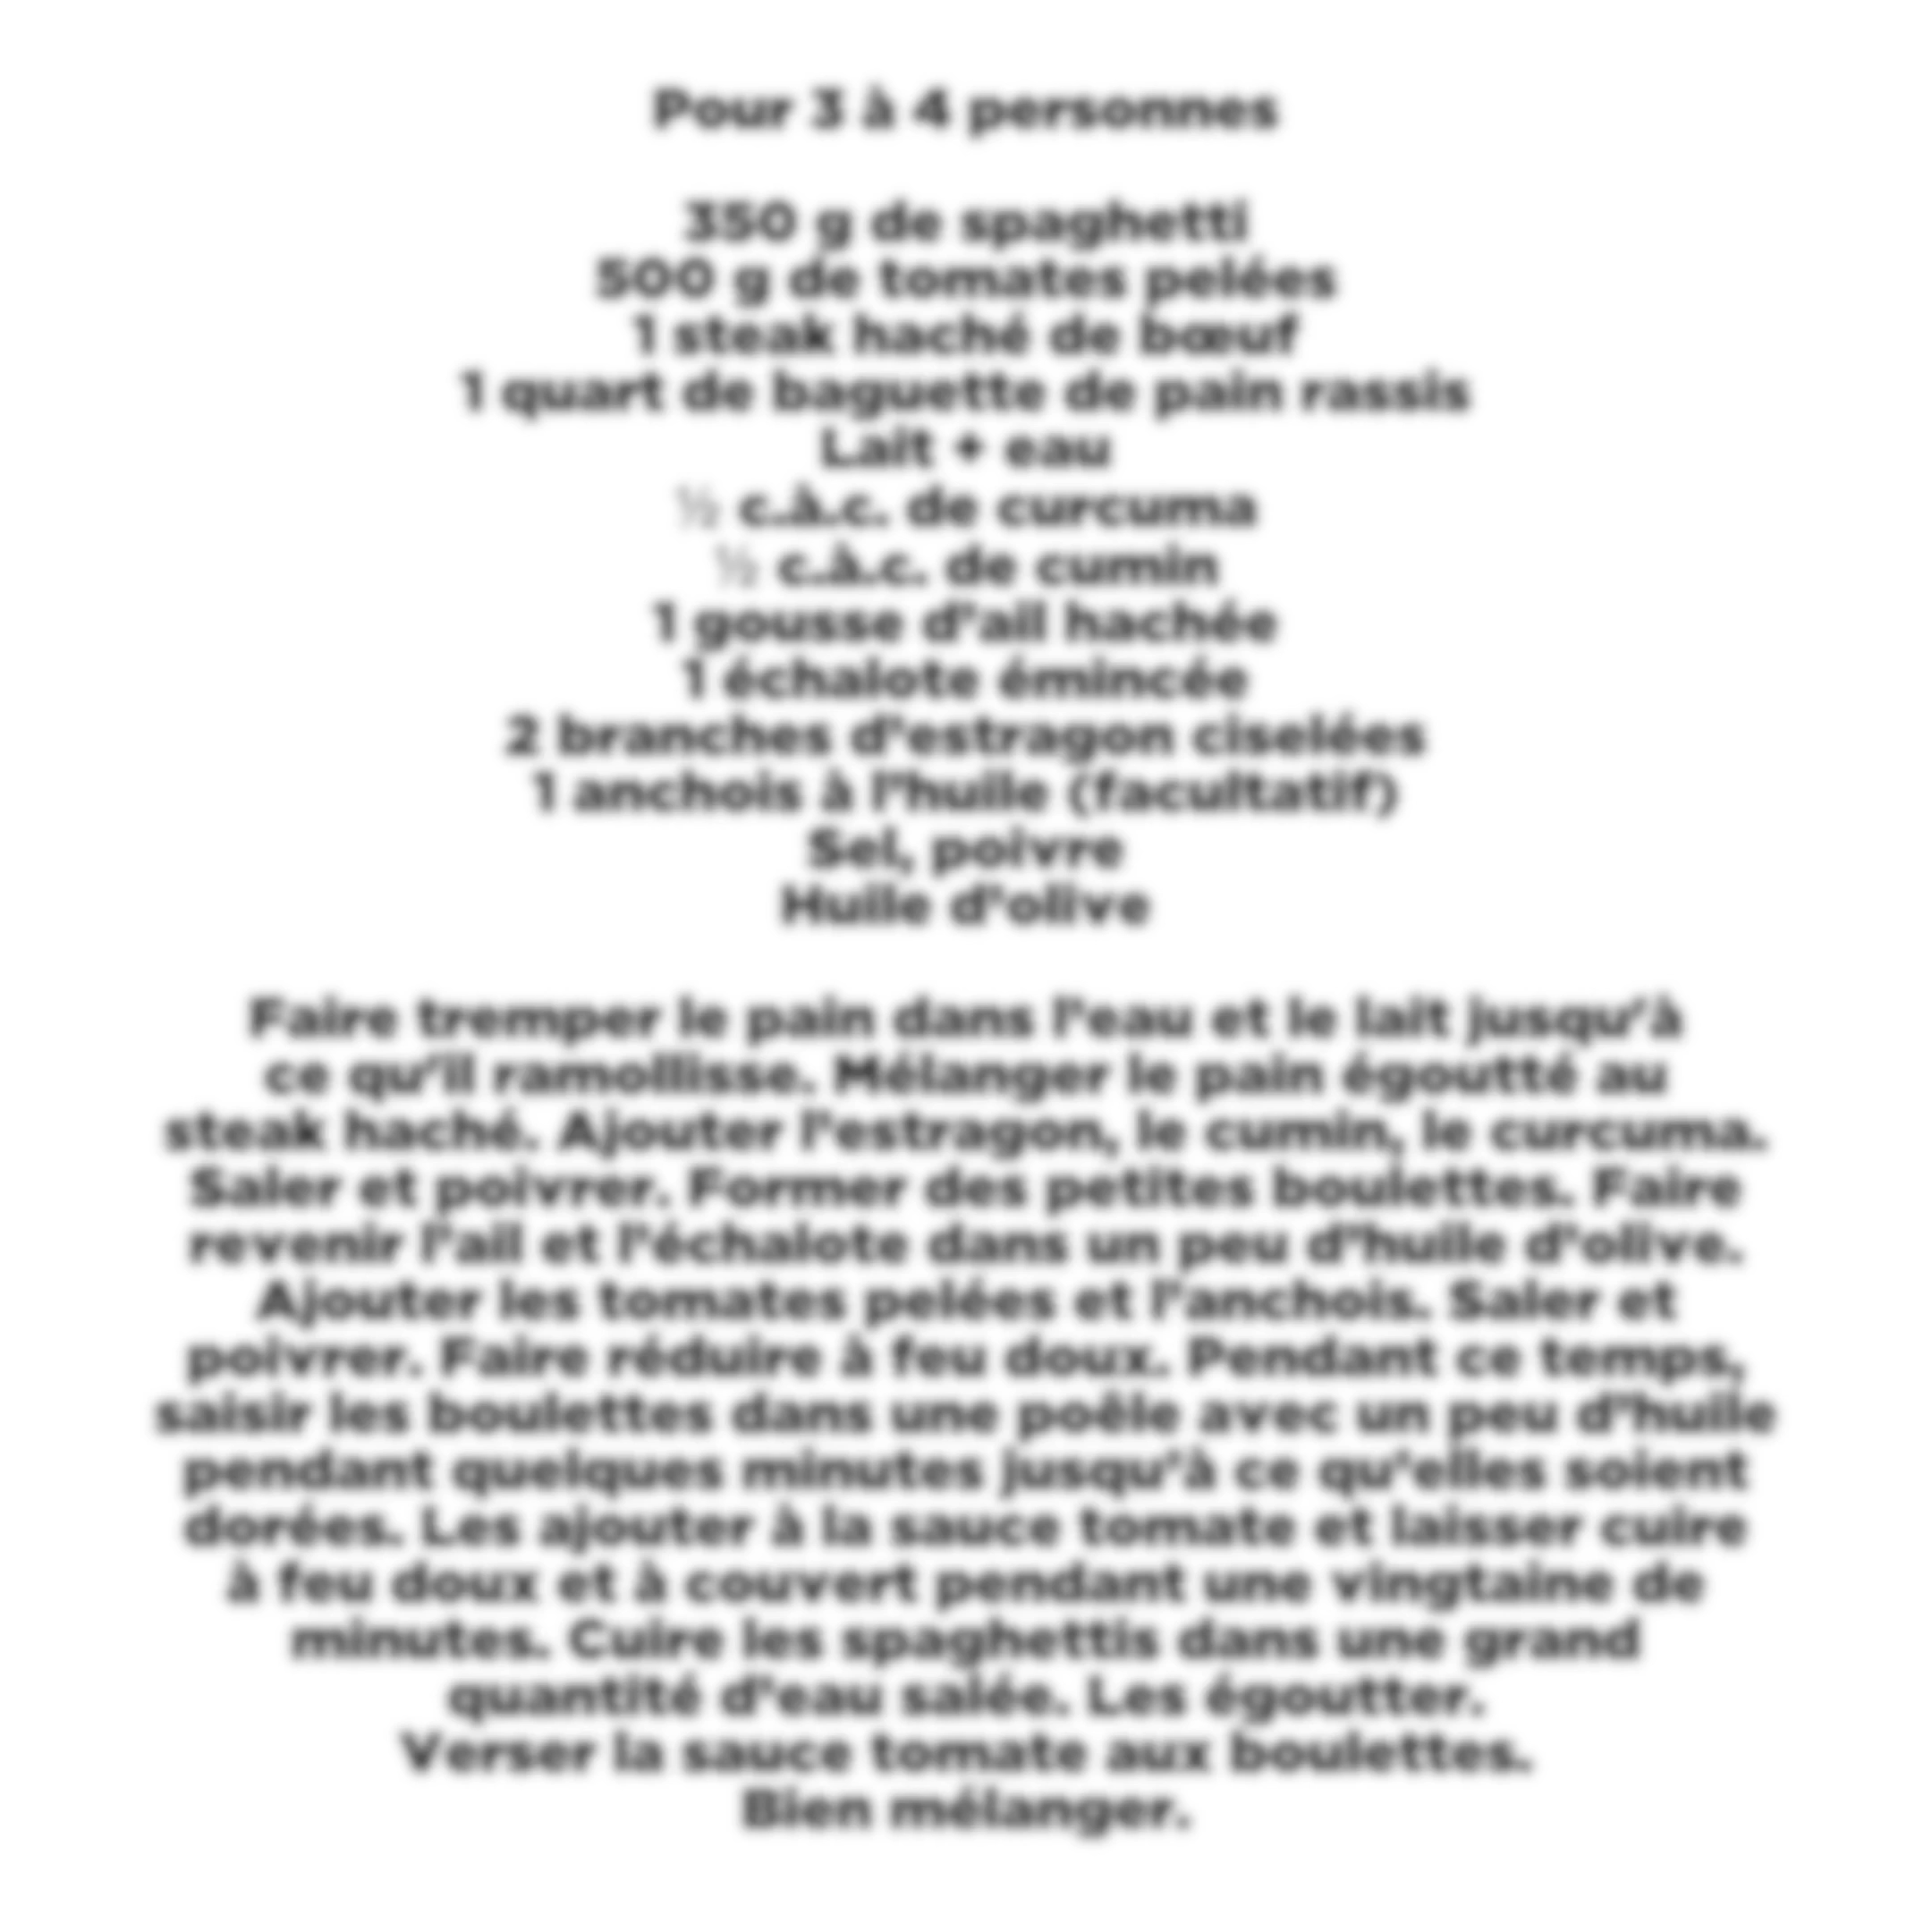 Pour 3 à 4 personnes
350 g de spaghetti
500 g de tomates pelées
1 steak haché de bœuf
1 quart de baguette de pain rassis
Lait + eau
½ c.à.c. de curcuma
½ c.à.c. de cumin
1 gousse d'ail hachée
1 échalote émincée
2 branches d'estragon ciselées
1 anchois à l'huile (facultatif)
Sel, poivre
Huile d'olive
Faire tremper le pain dans l'eau et le lait jusqu'à
ce qu'il ramollisse. Mélanger le pain égoutté au
steak haché. Ajouter l'estragon, le cumin, le curcuma.
Saler et poivrer. Former des petites boulettes. Faire
revenir l'ail et l'échalote dans un peu d'huile d'olive.
Ajouter les tomates pelées et l'anchois. Saler et
poivrer. Faire réduire à feu doux. Pendant ce temps,
saisir les boulettes dans une poêle avec un peu d'huile
pendant quelques minutes jusqu'à ce qu'elles soient
dorées. Les ajouter à la sauce tomate et laisser cuire
à feu doux et à couvert pendant une vingtaine de
minutes. Cuire les spaghettis dans une grand
quantité d'eau salée. Les égoutter.
Verser la sauce tomate aux boulettes.
Bien mélanger.